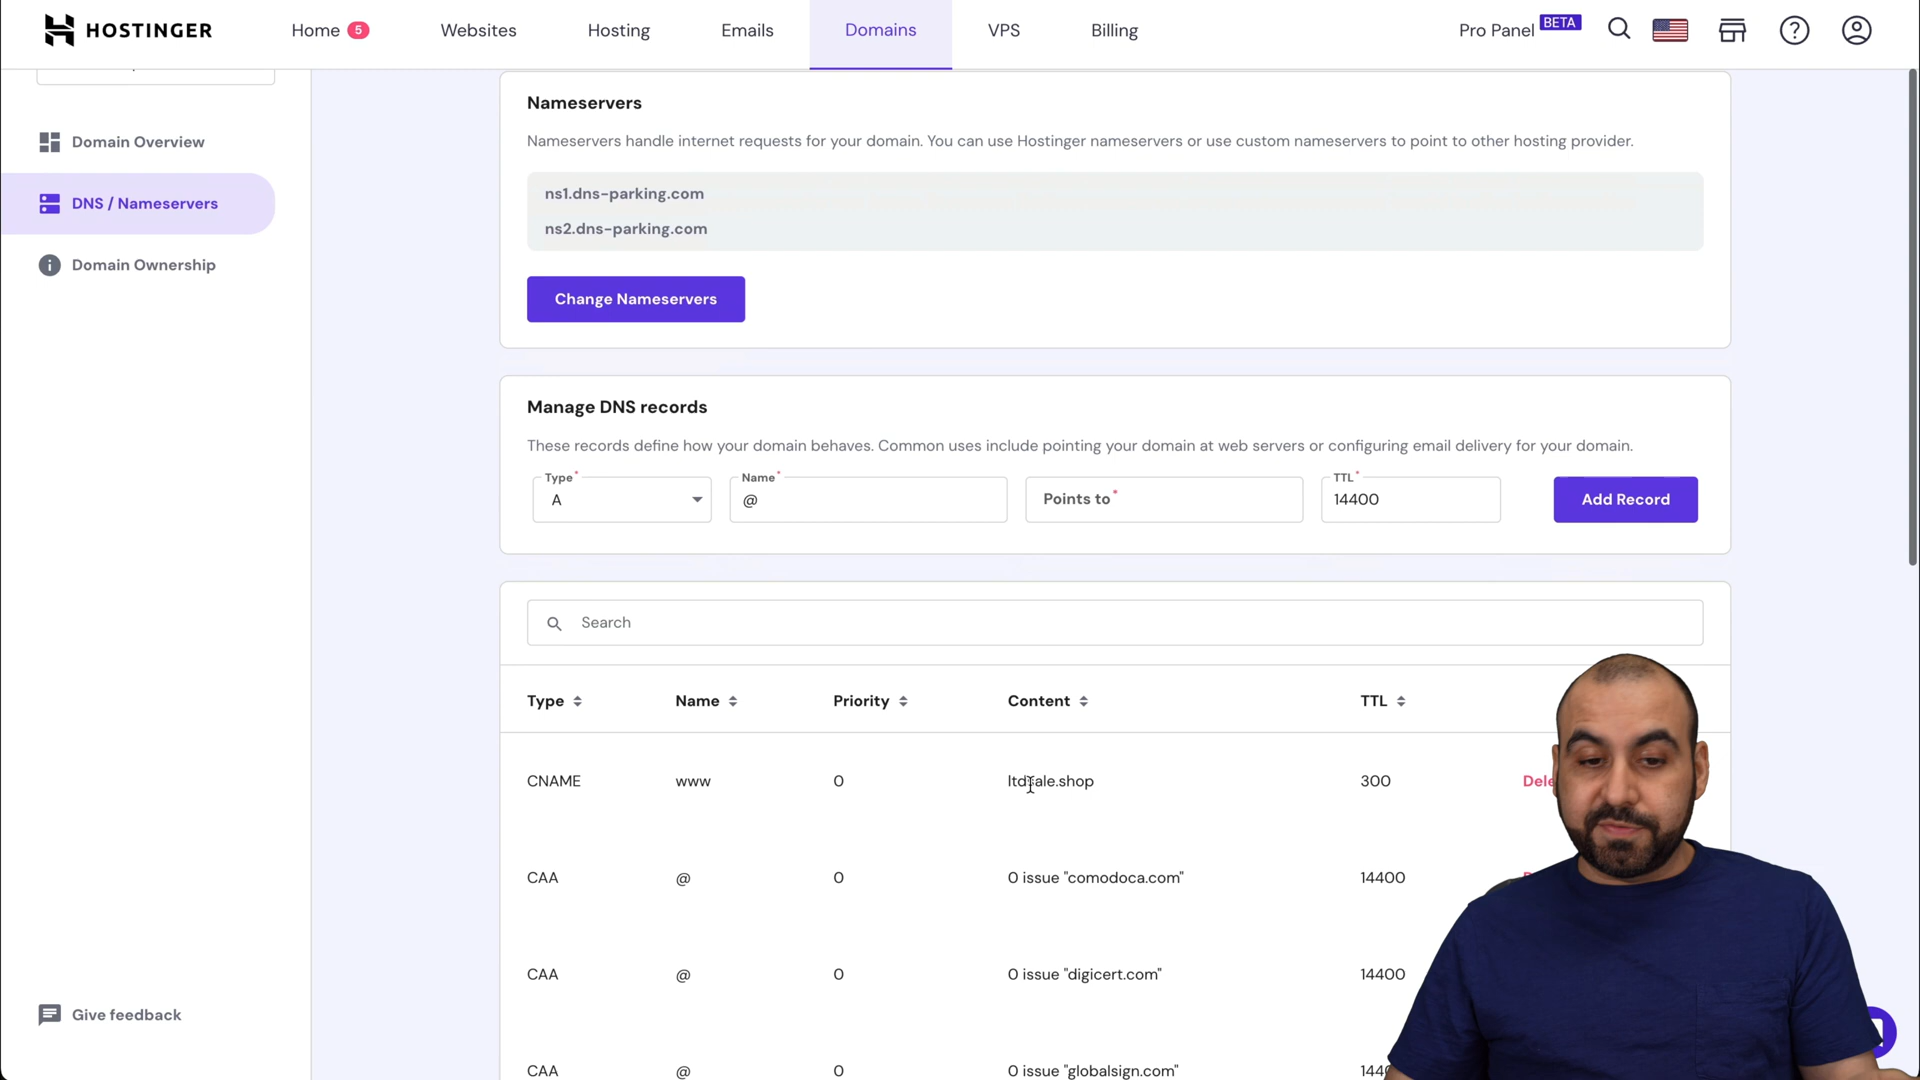 HOSTINGER
Home 5
Websites
Hosting
Emails
Domains
VPS
Billing
Pro Panel BETA
Domain Overview
DNS / Nameservers
Domain Ownership
Give feedback
Nameservers
Nameservers handle internet requests for your domain. You can use Hostinger nameservers or use custom nameservers to point to other hosting provider.
ns1.dns-parking.com
ns2.dns-parking.com
Change Nameservers
Manage DNS records
These records define how your domain behaves. Common uses include pointing your domain at web servers or configuring email delivery for your domain.
Type* Name* TTL*
A @ Points to* 14400 Add Record
Search
Type Name Priority Content TTL
CNAME www 0 ltdsale.shop 300
CAA @ 0 0 issue "comodoca.com" 14400
CAA @ 0 0 issue "digicert.com" 14400
CAA @ 0 0 issue "globalsign.com"